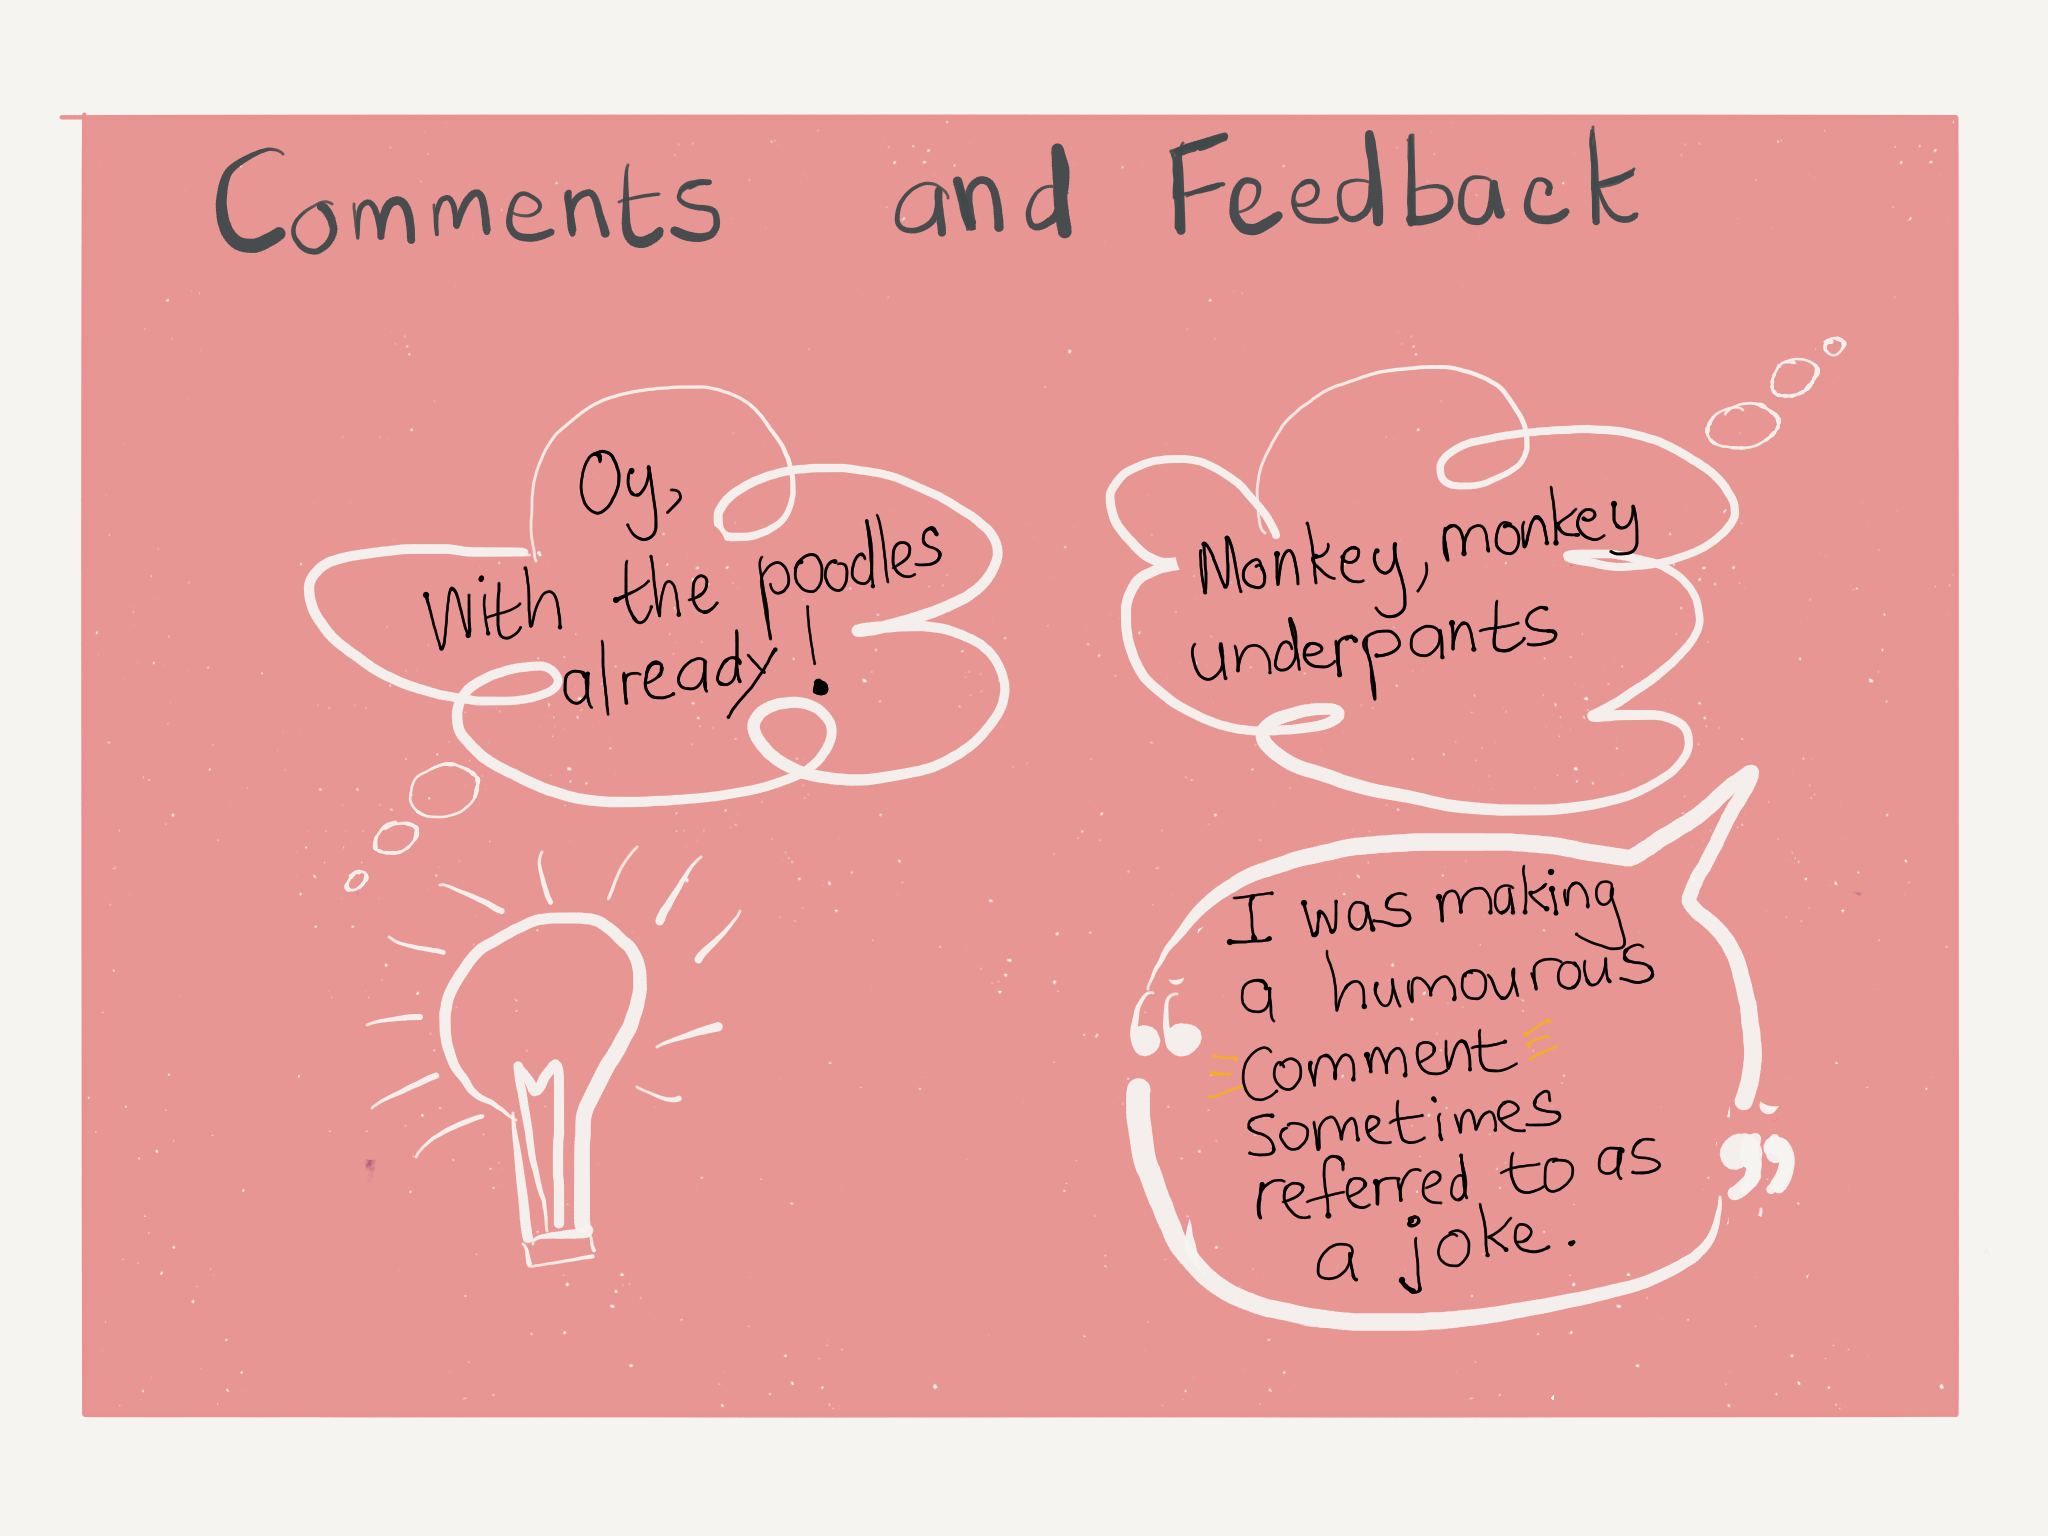 Comments and Feedback
Oy,
with the poodles
already!
Monkey, monkey
underpants
I was making
a humourous
Comment
sometimes
referred to as
a joke.